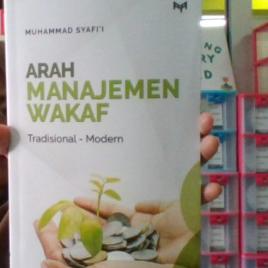 MUHAMMAD SYAFI'I
ARAH
MANAJEMEN
WAKAF
Tradisional - Modern